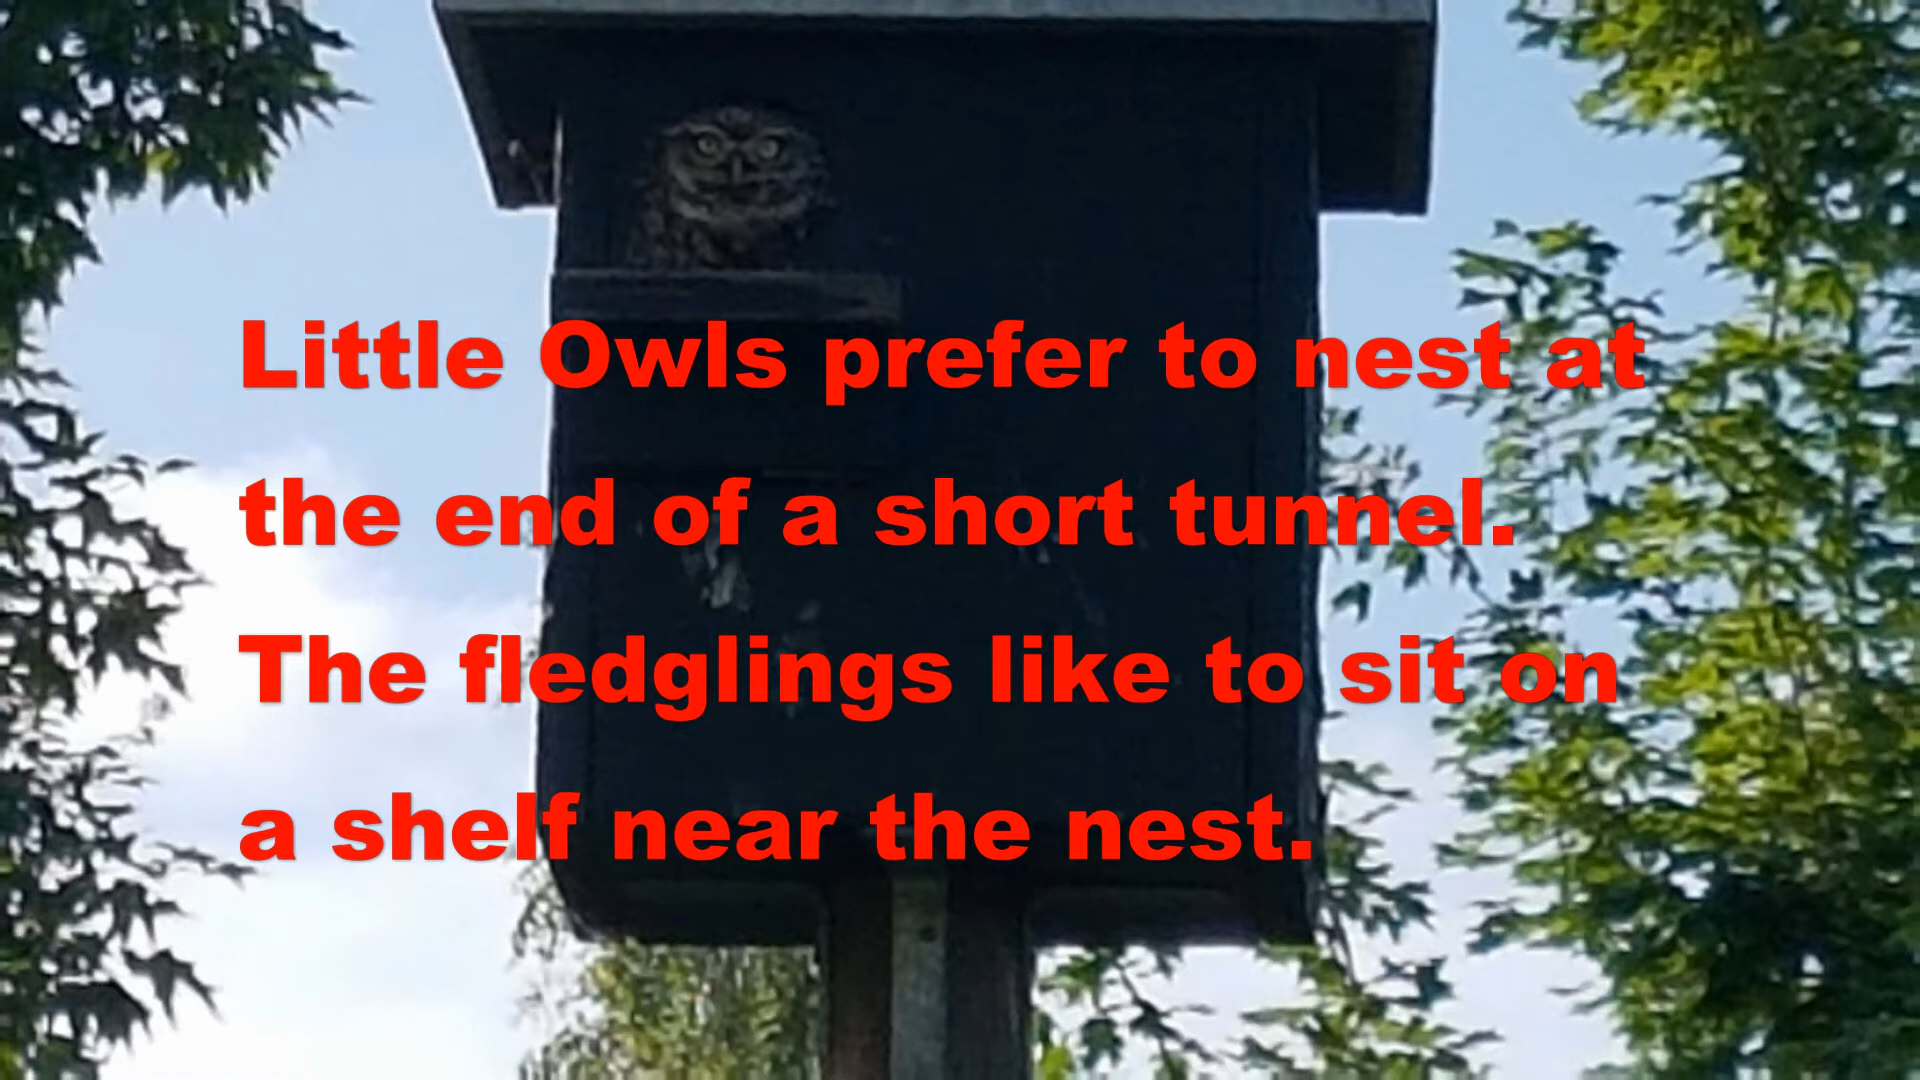 Little Owls prefer to nest at
the end of a short tunnel.
The fledglings like to sit on
a shelf near the nest.